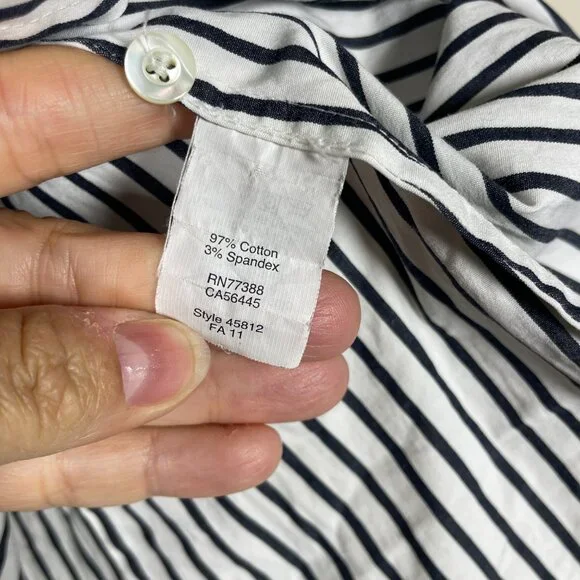 97% Cotton
3% Spandex
RN77388
CA56445
Style 45812
FA 11